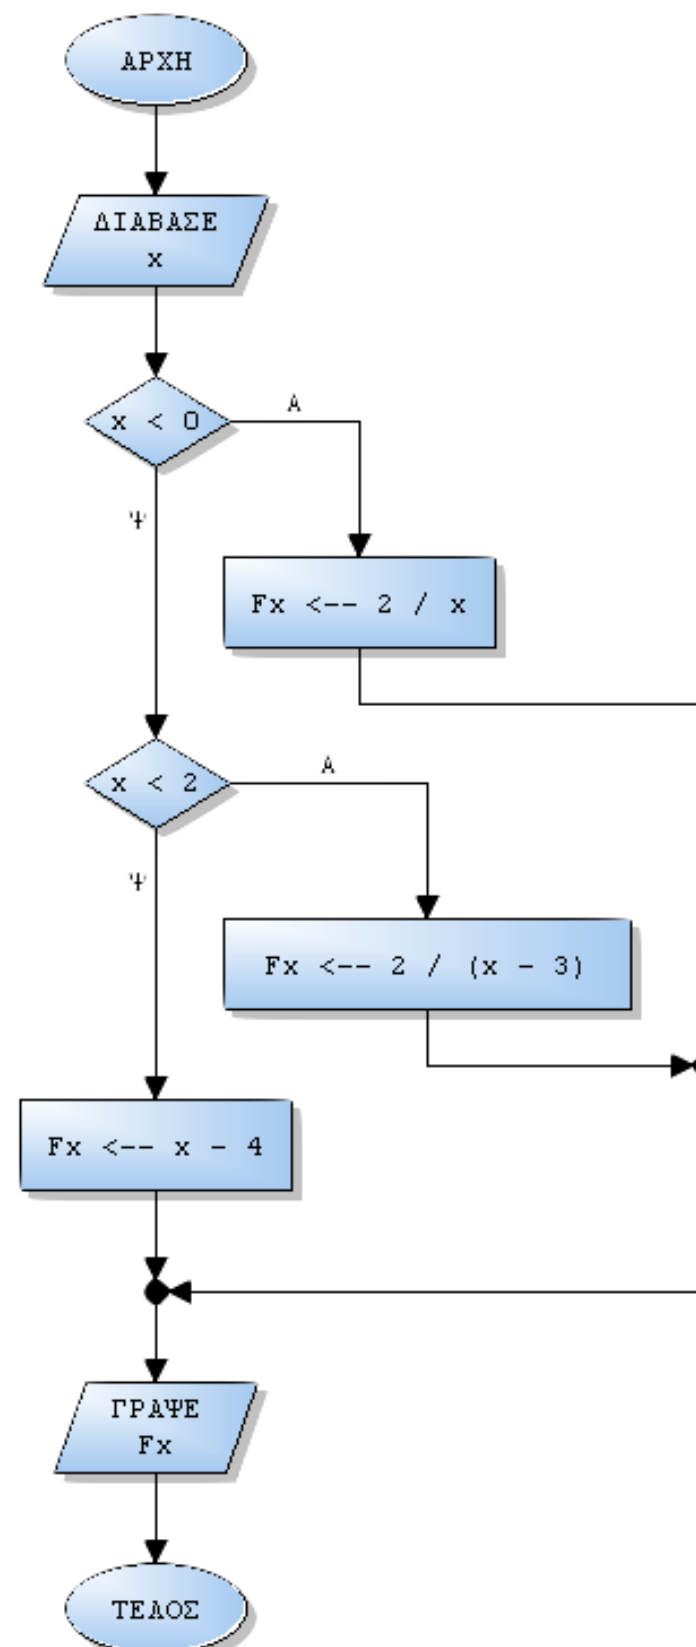 ΑΡΧΗ
ΔΙΑΒΑΣΕ
x
x < 0
Α
Ψ
Fx <-- 2 / x
x < 2
Α
Ψ
Fx <-- 2 / (x - 3)
Fx <-- x - 4
ΓΡΑΨΕ
Fx
ΤΕΛΟΣ